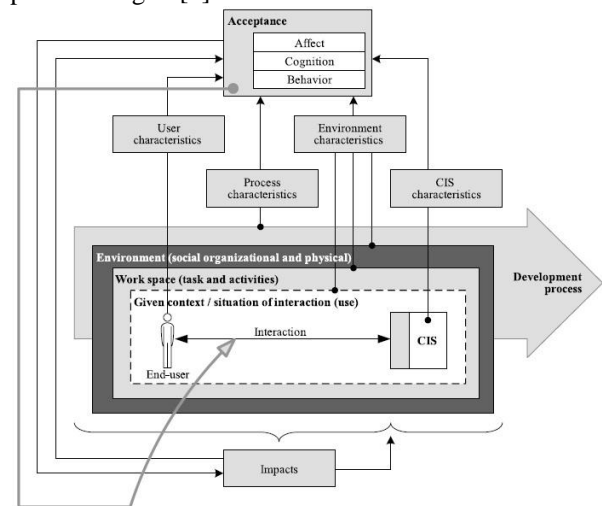 Acceptance
Affect
Cognition
Behavior
User
characteristics
Environment
characteristics
Process
characteristics
CIS
characteristics
Environment (social organizational and physical)
Work space (task and activities)
Development
process
Given context / situation of interaction (use)
Interaction
CIS
End-user
Impacts